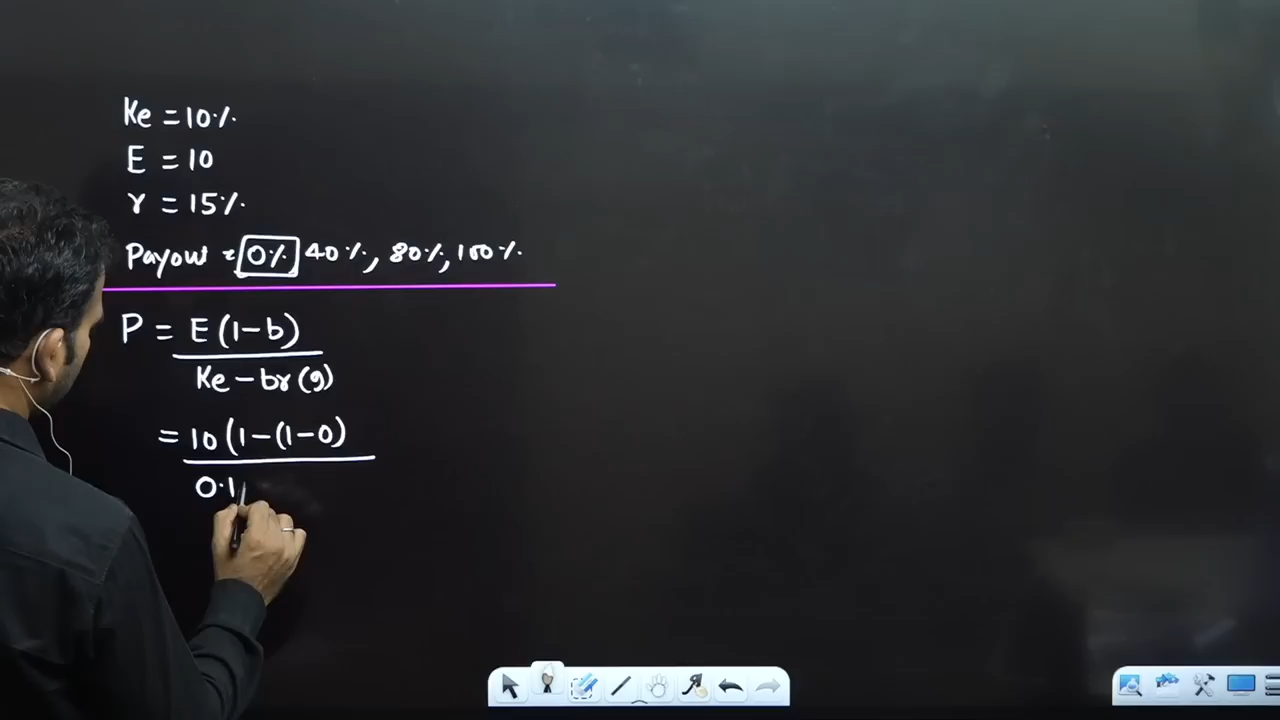 Ke = 10%
E = 10
r = 15%
Payout = 0% 40%, 80%, 100%
P = E (1-b)
Ke - br (g)
= 10 (1-(1-0)
0.1